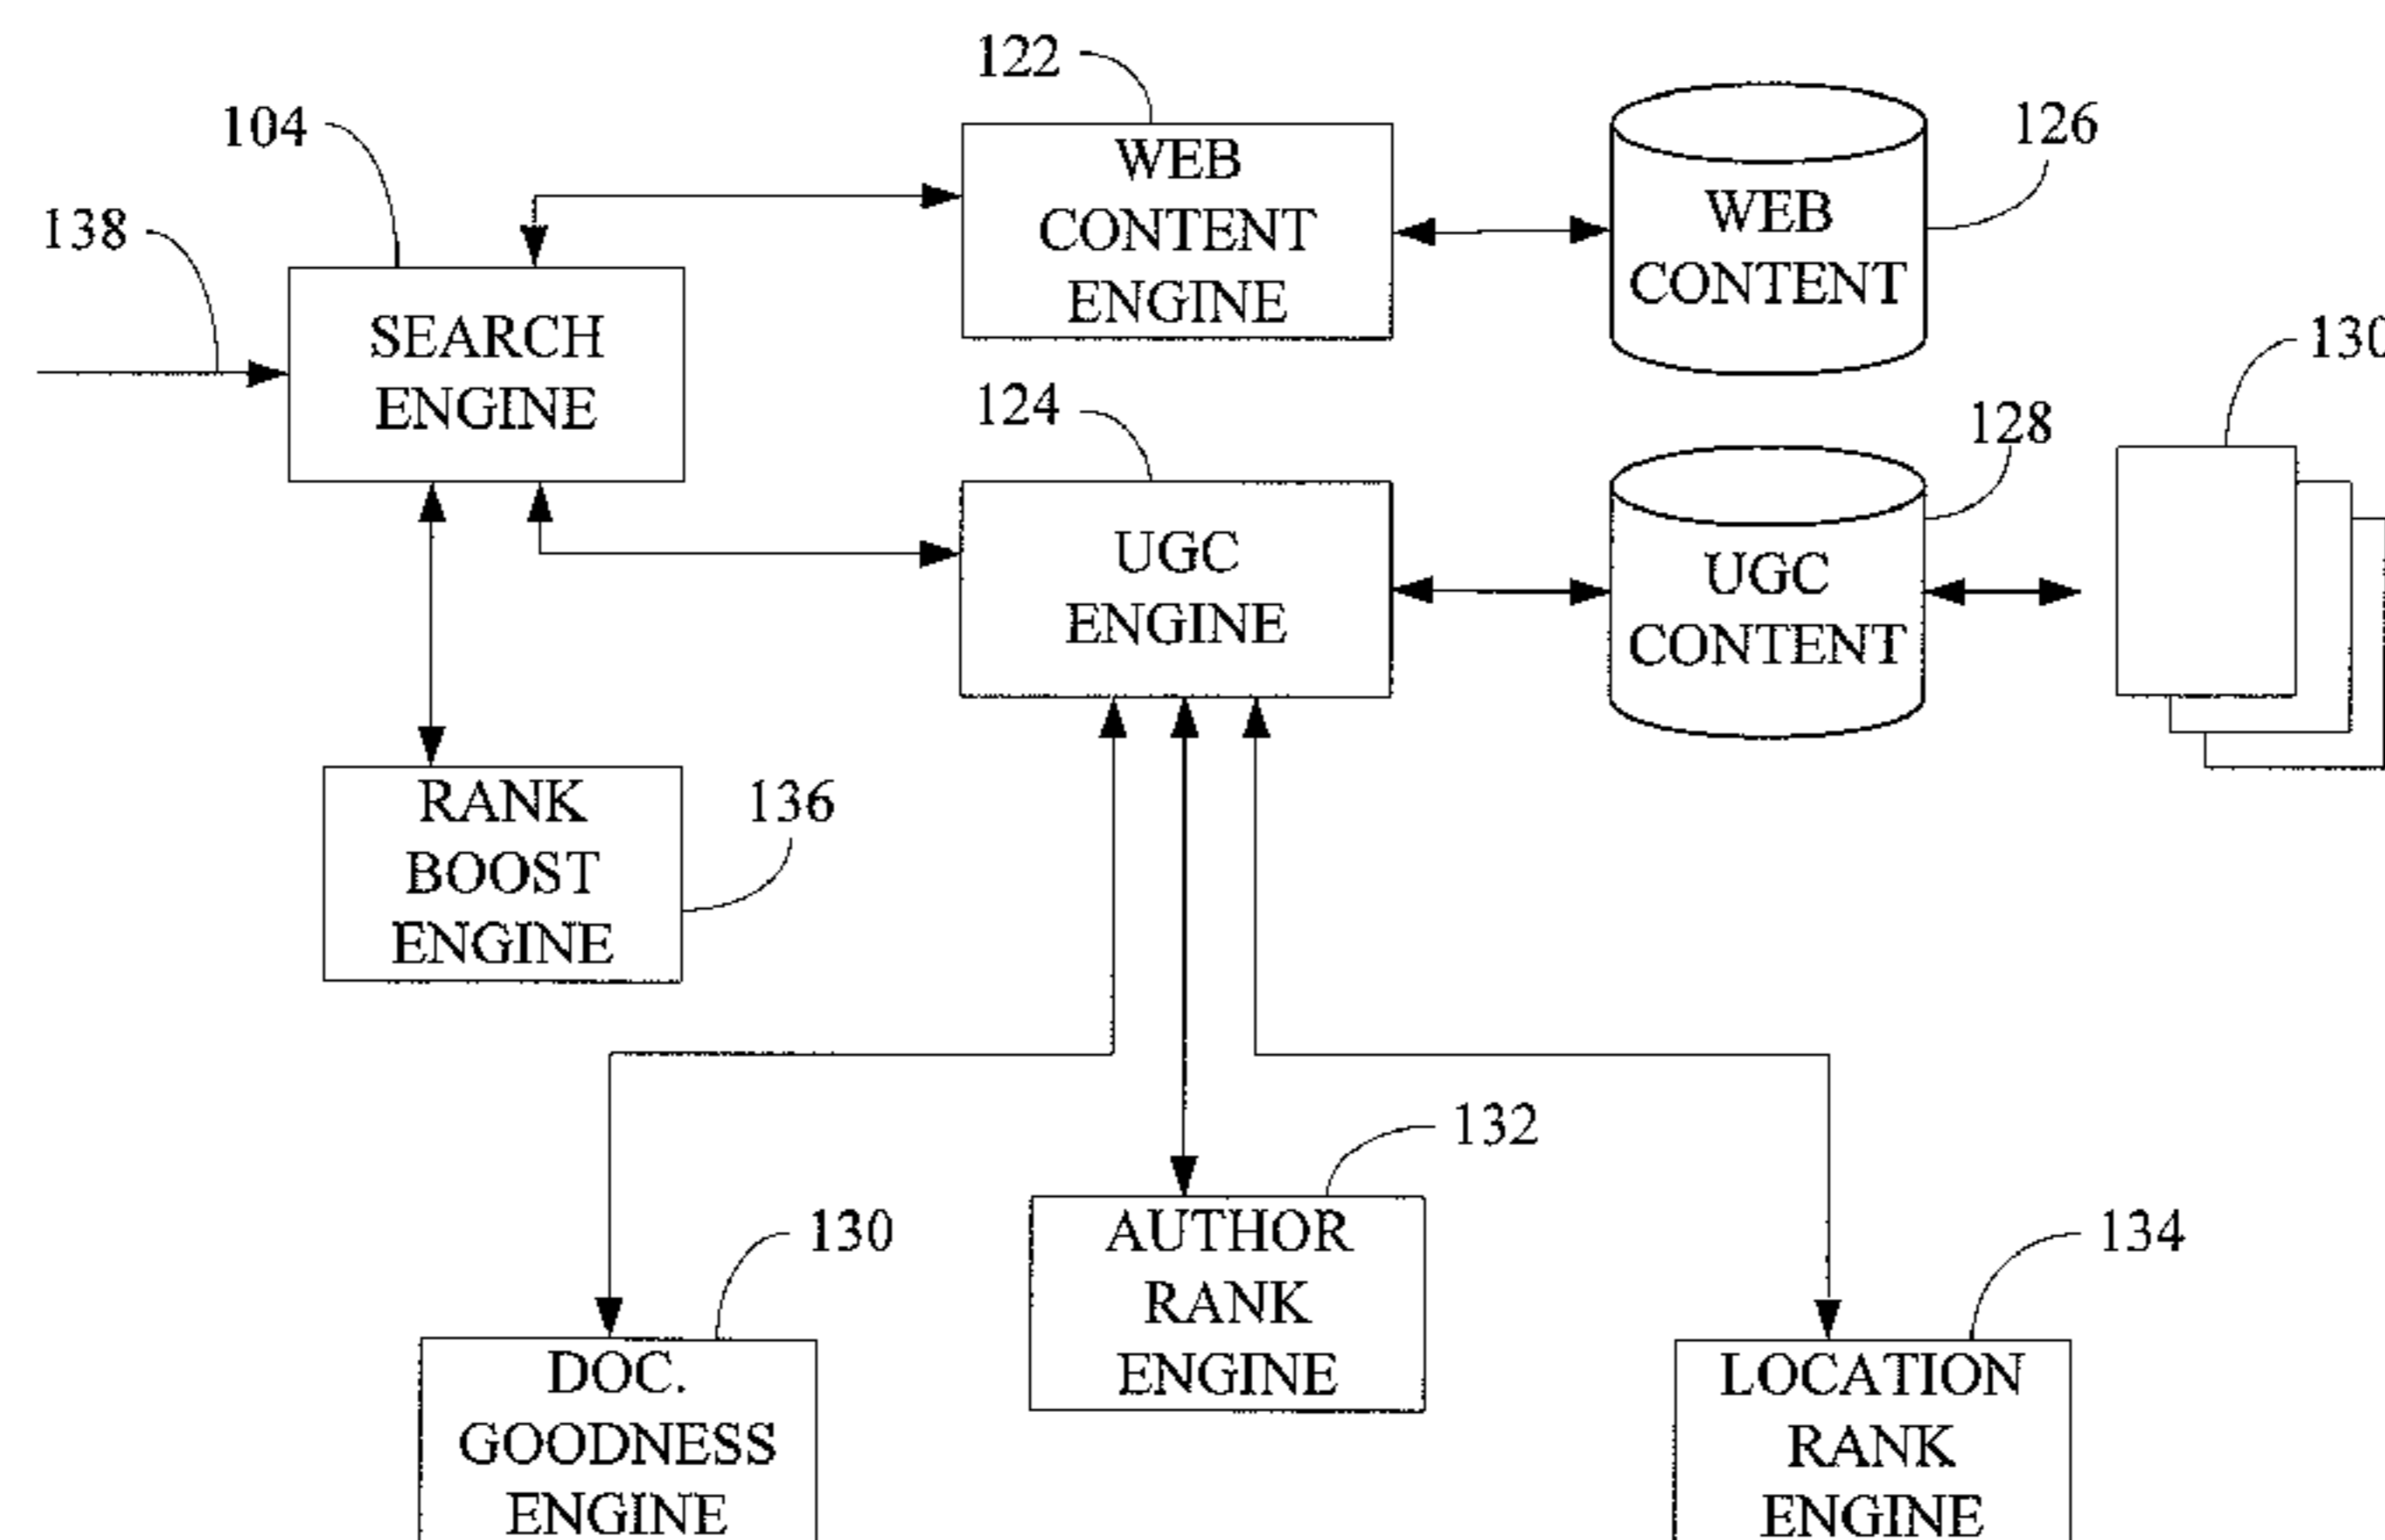 122
104
126
138
WEB
CONTENT
ENGINE
WEB
CONTENT
SEARCH
ENGINE
130
124
128
UGC
ENGINE
UGC
CONTENT
RANK
BOOST
ENGINE
136
132
130
134
AUTHOR
RANK
ENGINE
DOC.
GOODNESS
ENGINE
LOCATION
RANK
ENGINE